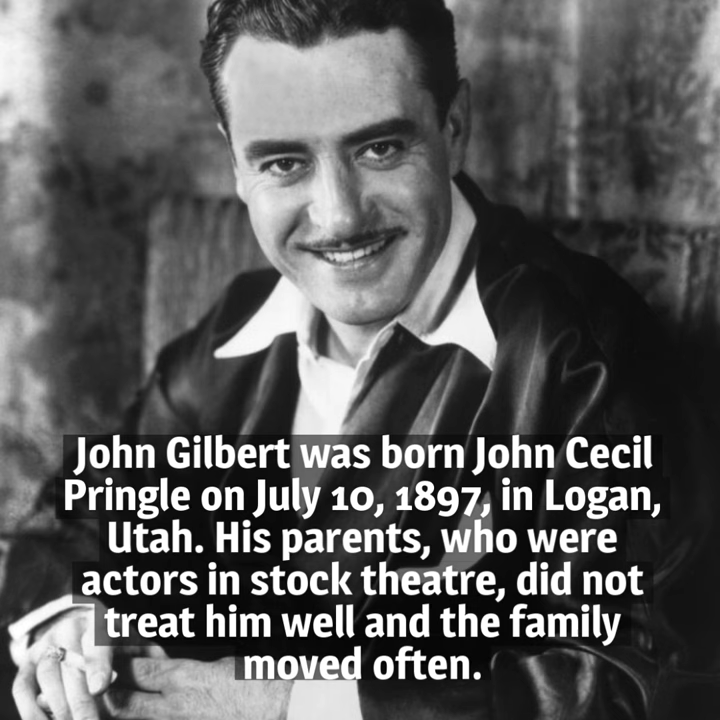 John Gilbert was born John Cecil
Pringle on July 10, 1897, in Logan,
Utah. His parents, who were
actors in stock theatre, did not
treat him well and the family
moved often.